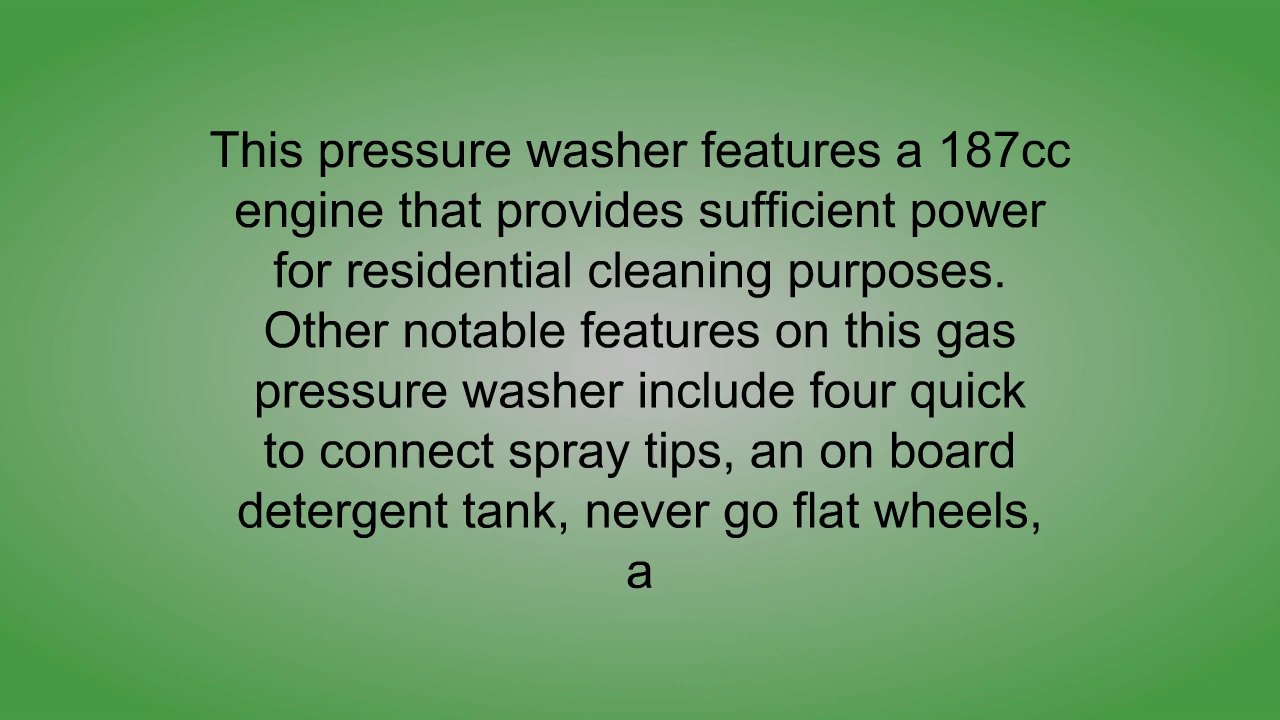 This pressure washer features a 187cc
engine that provides sufficient power
for residential cleaning purposes.
Other notable features on this gas
pressure washer include four quick
to connect spray tips, an on board
detergent tank, never go flat wheels,
a